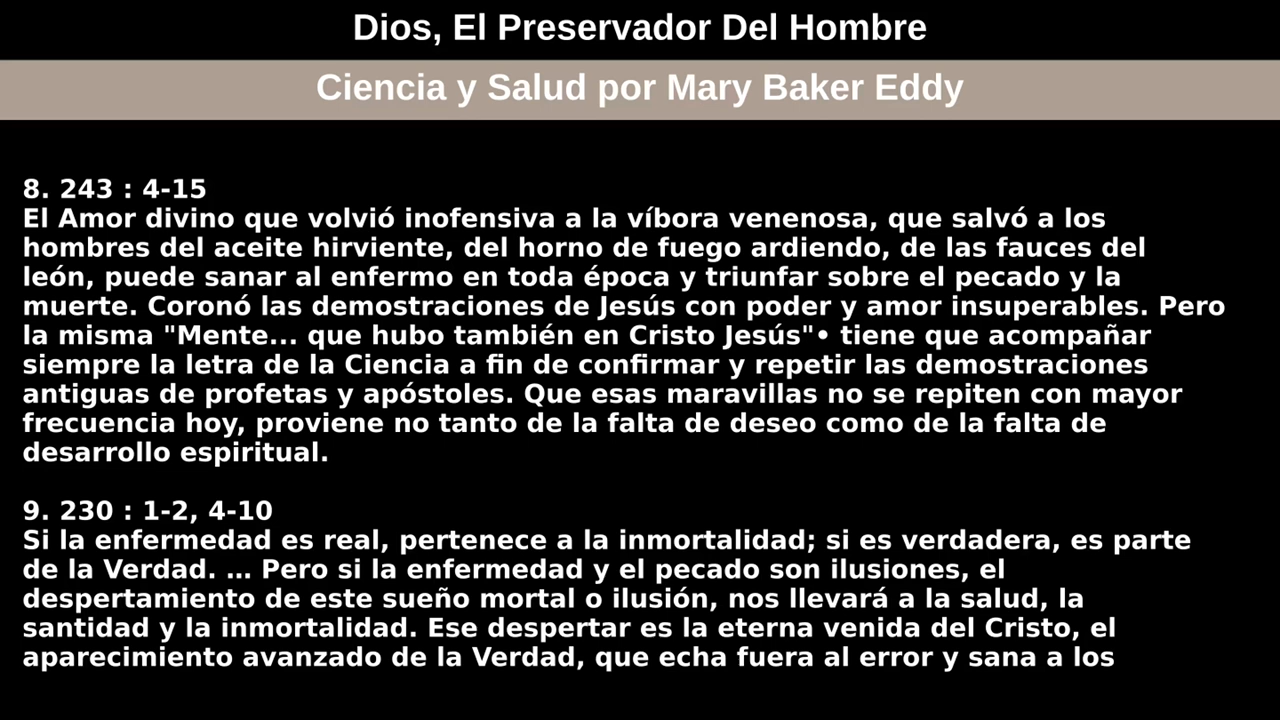 Dios, El Preservador Del Hombre
Ciencia y Salud por Mary Baker Eddy
8. 243 : 4-15
El Amor divino que volvió inofensiva a la víbora venenosa, que salvó a los
hombres del aceite hirviente, del horno de fuego ardiendo, de las fauces del
león, puede sanar al enfermo en toda época y triunfar sobre el pecado y la
muerte. Coronó las demostraciones de Jesús con poder y amor insuperables. Pero
la misma "Mente... que hubo también en Cristo Jesús"• tiene que acompañar
siempre la letra de la Ciencia a fin de confirmar y repetir las demostraciones
antiguas de profetas y apóstoles. Que esas maravillas no se repiten con mayor
frecuencia hoy, proviene no tanto de la falta de deseo como de la falta de
desarrollo espiritual.
9. 230 : 1-2, 4-10
Si la enfermedad es real, pertenece a la inmortalidad; si es verdadera, es parte
de la Verdad. … Pero si la enfermedad y el pecado son ilusiones, el
despertamiento de este sueño mortal o ilusión, nos llevará a la salud, la
santidad y la inmortalidad. Ese despertar es la eterna venida del Cristo, el
aparecimiento avanzado de la Verdad, que echa fuera al error y sana a los